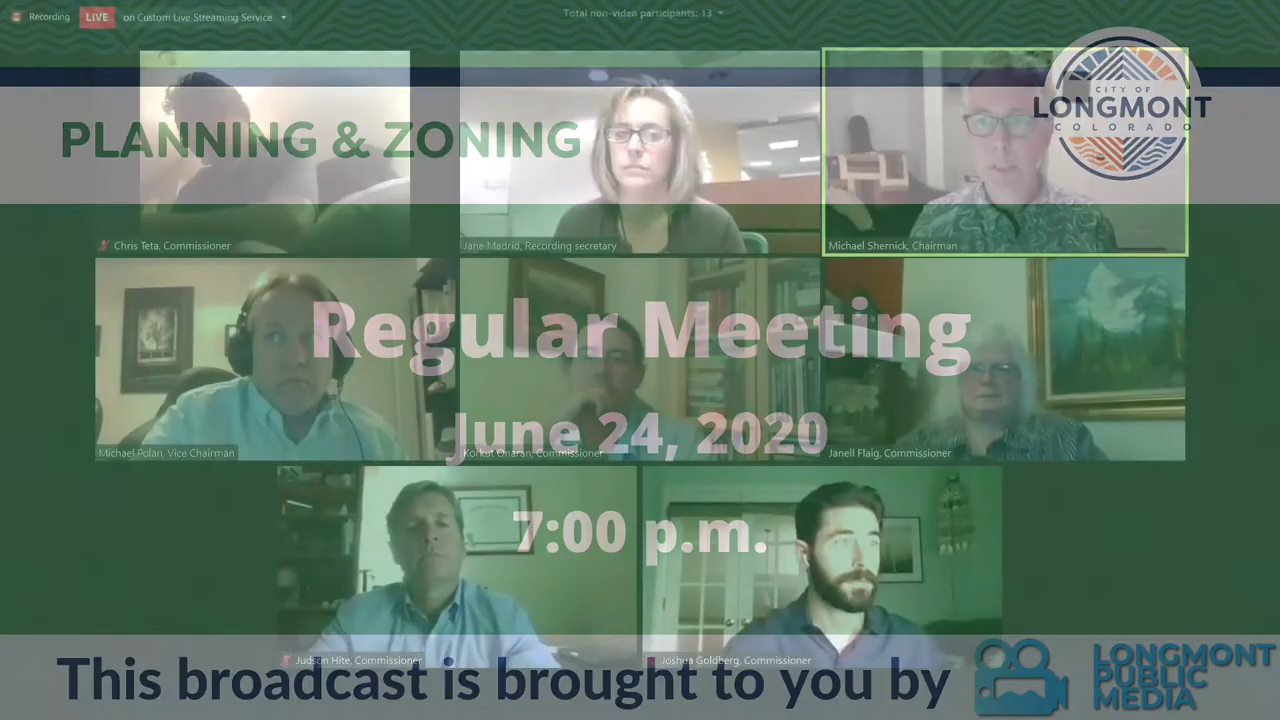 Recording LIVE on Custom Live Streaming Service
Total non-video participants: 13
CITY OF
LONGMONT
COLORADO
PLANNING & ZONING
Chris Teta, Commissioner
Jane Madrid, Recording secretary
Michael Shernick, Chairman
Regular Meeting
June 24, 2020
Michael Polan, Vice Chairman
Korkut Onaran, Commissioner
Janell Flaig, Commissioner
7:00 p.m.
Judson Hite, Commissioner
Joshua Goldberg, Commissioner
This broadcast is brought to you by
LONGMONT
PUBLIC
MEDIA